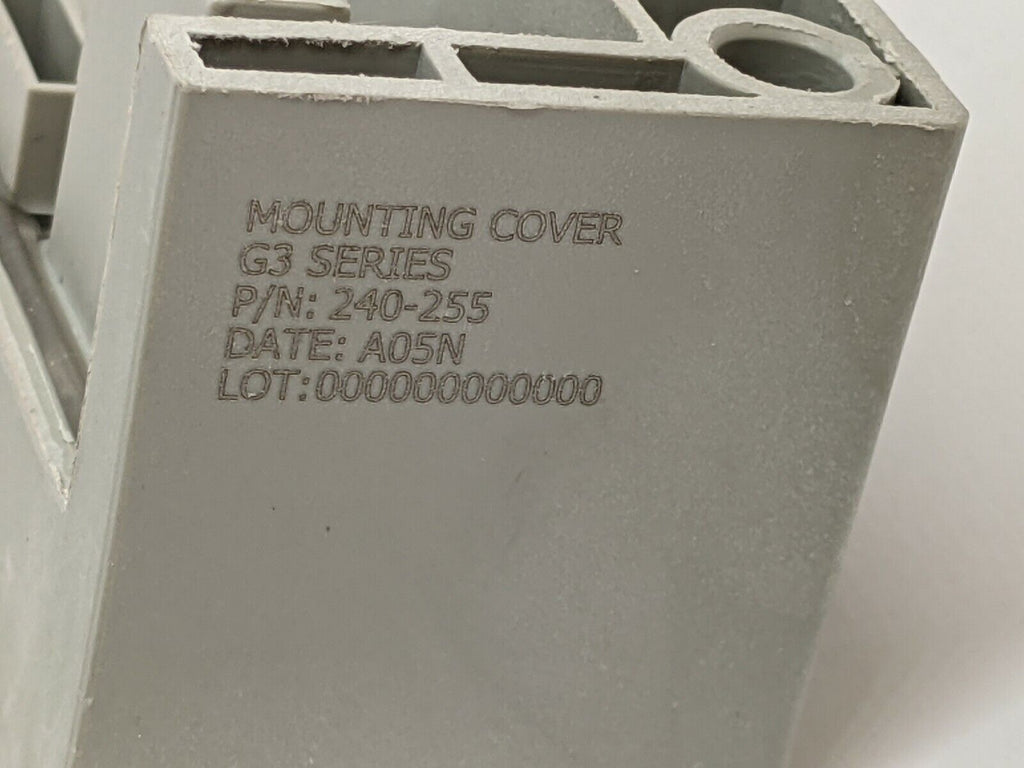 MOUNTING COVER
G3 SERIES
P/N: 240-255
DATE: A05N
LOT:000000000000